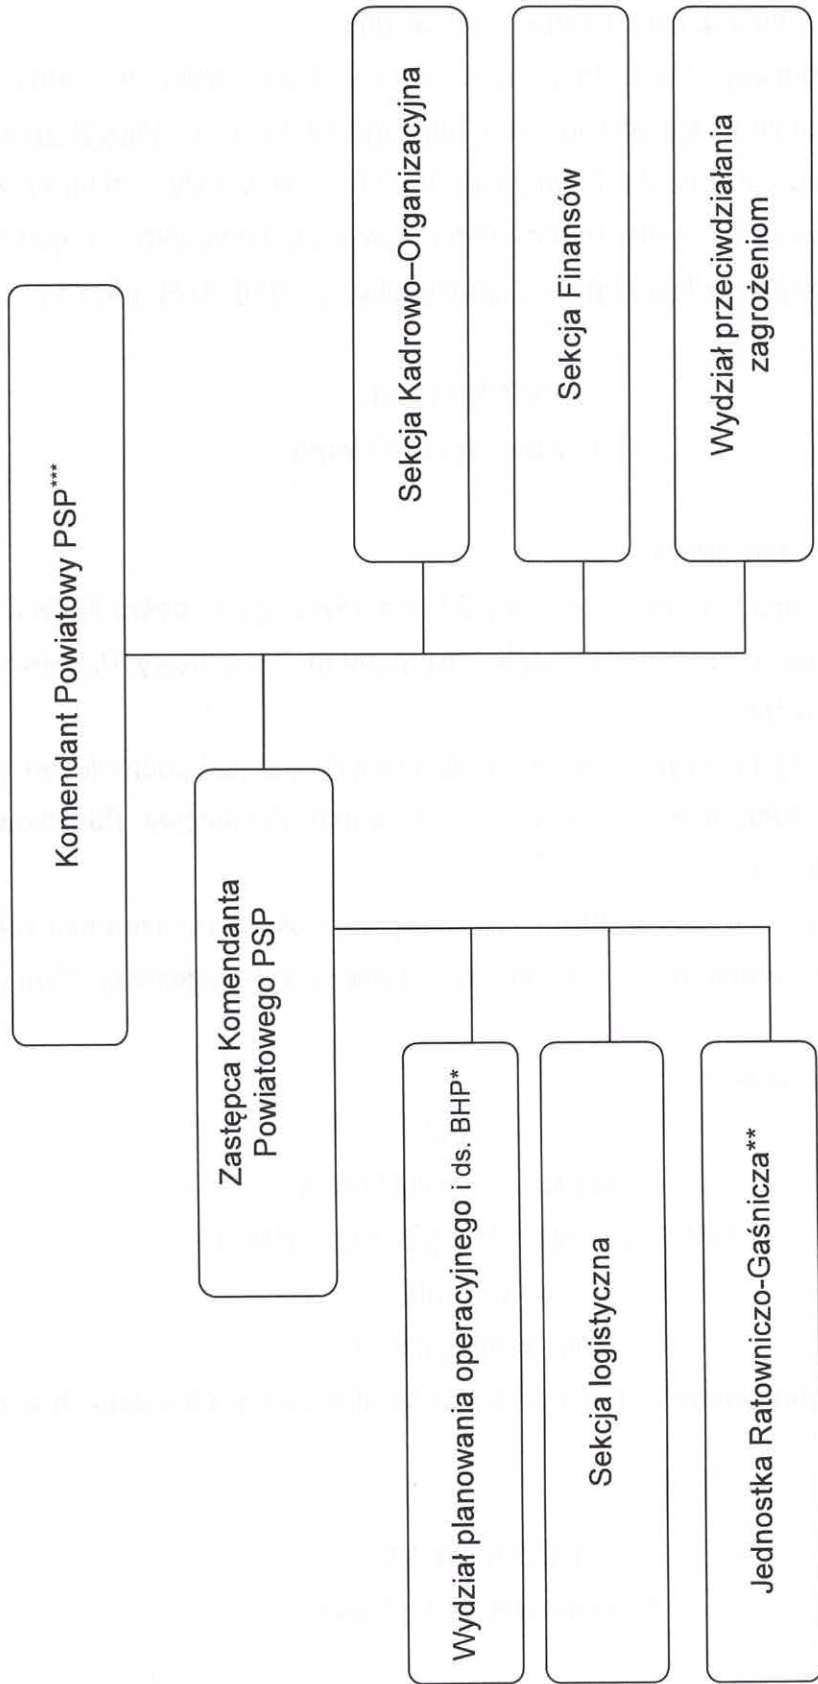 Komendant Powiatowy PSP***
Zastępca Komendanta
Powiatowego PSP
Wydział planowania operacyjnego i ds. BHP*
Sekcja logistyczna
Jednostka Ratowniczo-Gaśnicza**
Sekcja Kadrowo–Organizacyjna
Sekcja Finansów
Wydział przeciwdziałania
zagrożeniom